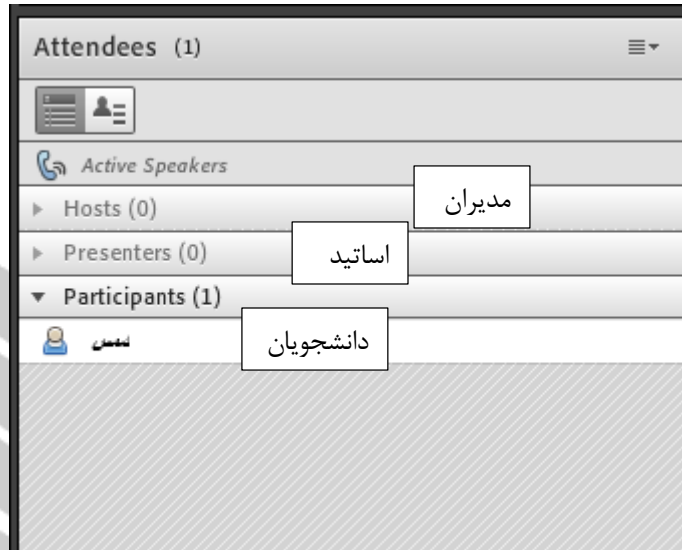 Attendees (1)
Active Speakers
Hosts (0)
مدیران
Presenters (0)
اساتید
Participants (1)
دانشجویان